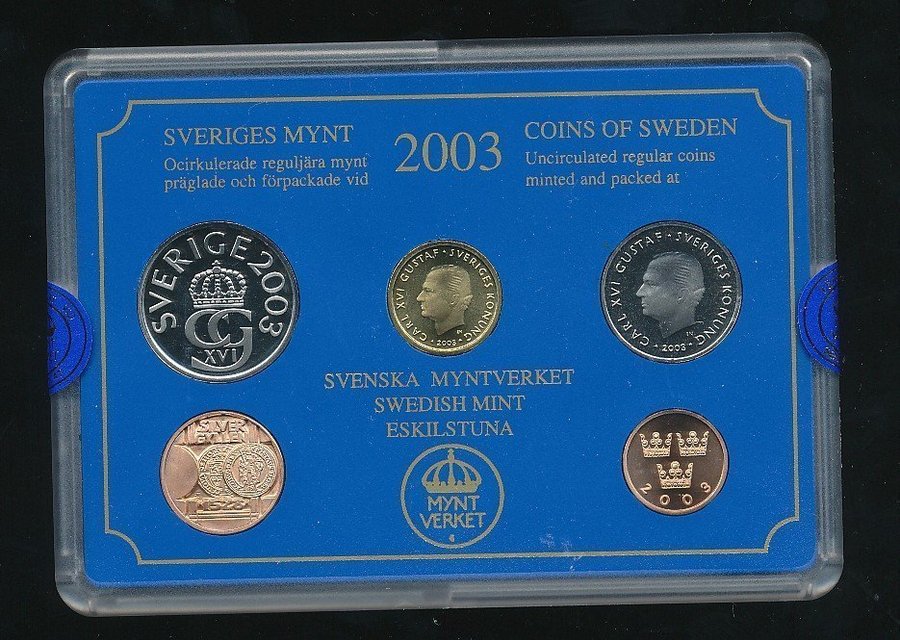 SVERIGES MYNT
Ocirkulerade reguljära mynt
präglade och förpackade vid
2003
COINS OF SWEDEN
Uncirculated regular coins
minted and packed at
SVERIGE 2003
XVI
CARL XVI GUSTAF · SVERIGES KONUNG
· 2003 ·
CARL XVI GUSTAF · SVERIGES KONUNG
· 2003 ·
SVENSKA MYNTVERKET
SWEDISH MINT
ESKILSTUNA
SILVER
GYLLEN
1528
MYNT
VERKET
2003